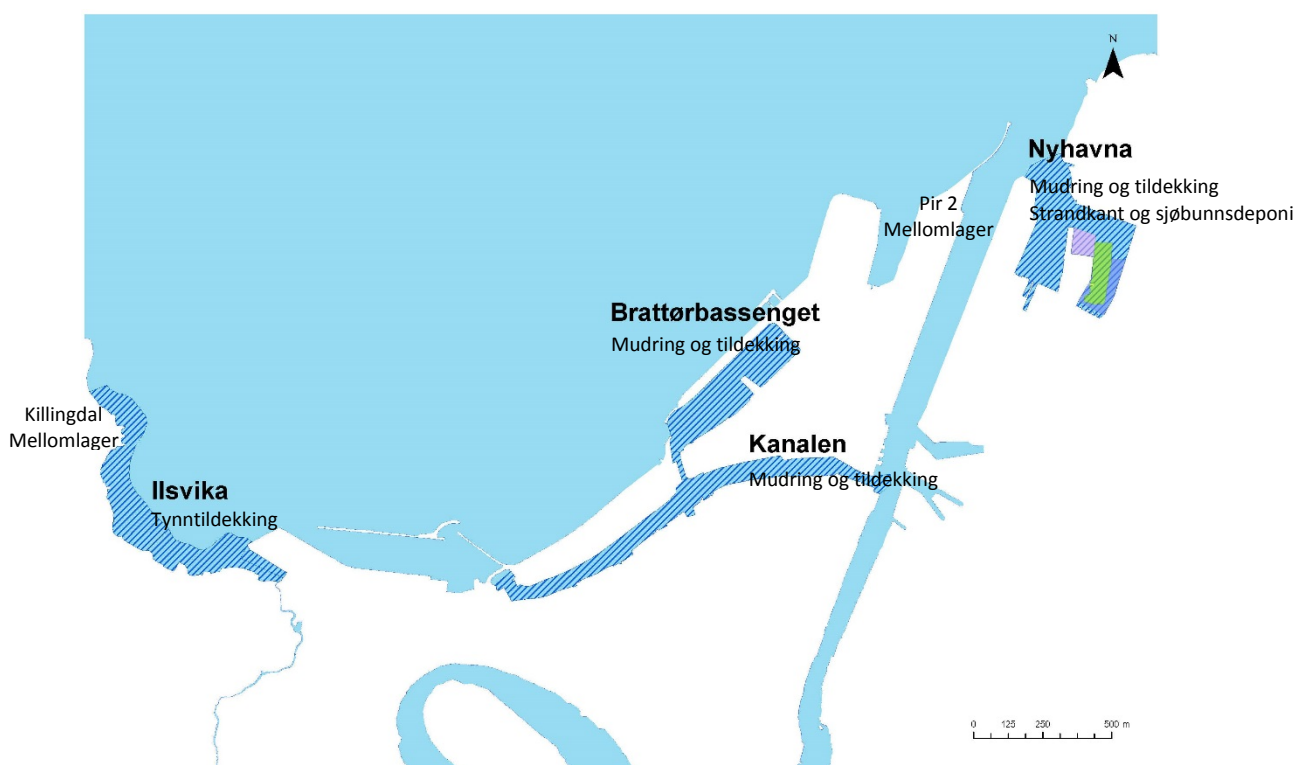 N
Nyhavna
Mudring og tildekking
Strandkant og sjøbunnsdeponi
Pir 2
Mellomlager
Brattørbassenget
Mudring og tildekking
Killingdal
Mellomlager
Kanalen
Mudring og tildekking
Ilsvika
Tynntildekking
0 125 250 500 m